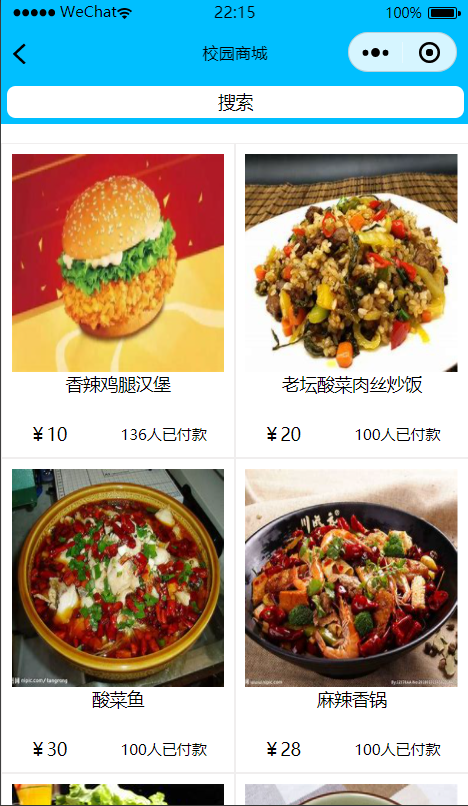 WeChat 22:15 100%
校园商城
搜索
香辣鸡腿汉堡 老坛酸菜肉丝炒饭
￥10 136人已付款 ￥20 100人已付款
酸菜鱼 麻辣香锅
￥30 100人已付款 ￥28 100人已付款